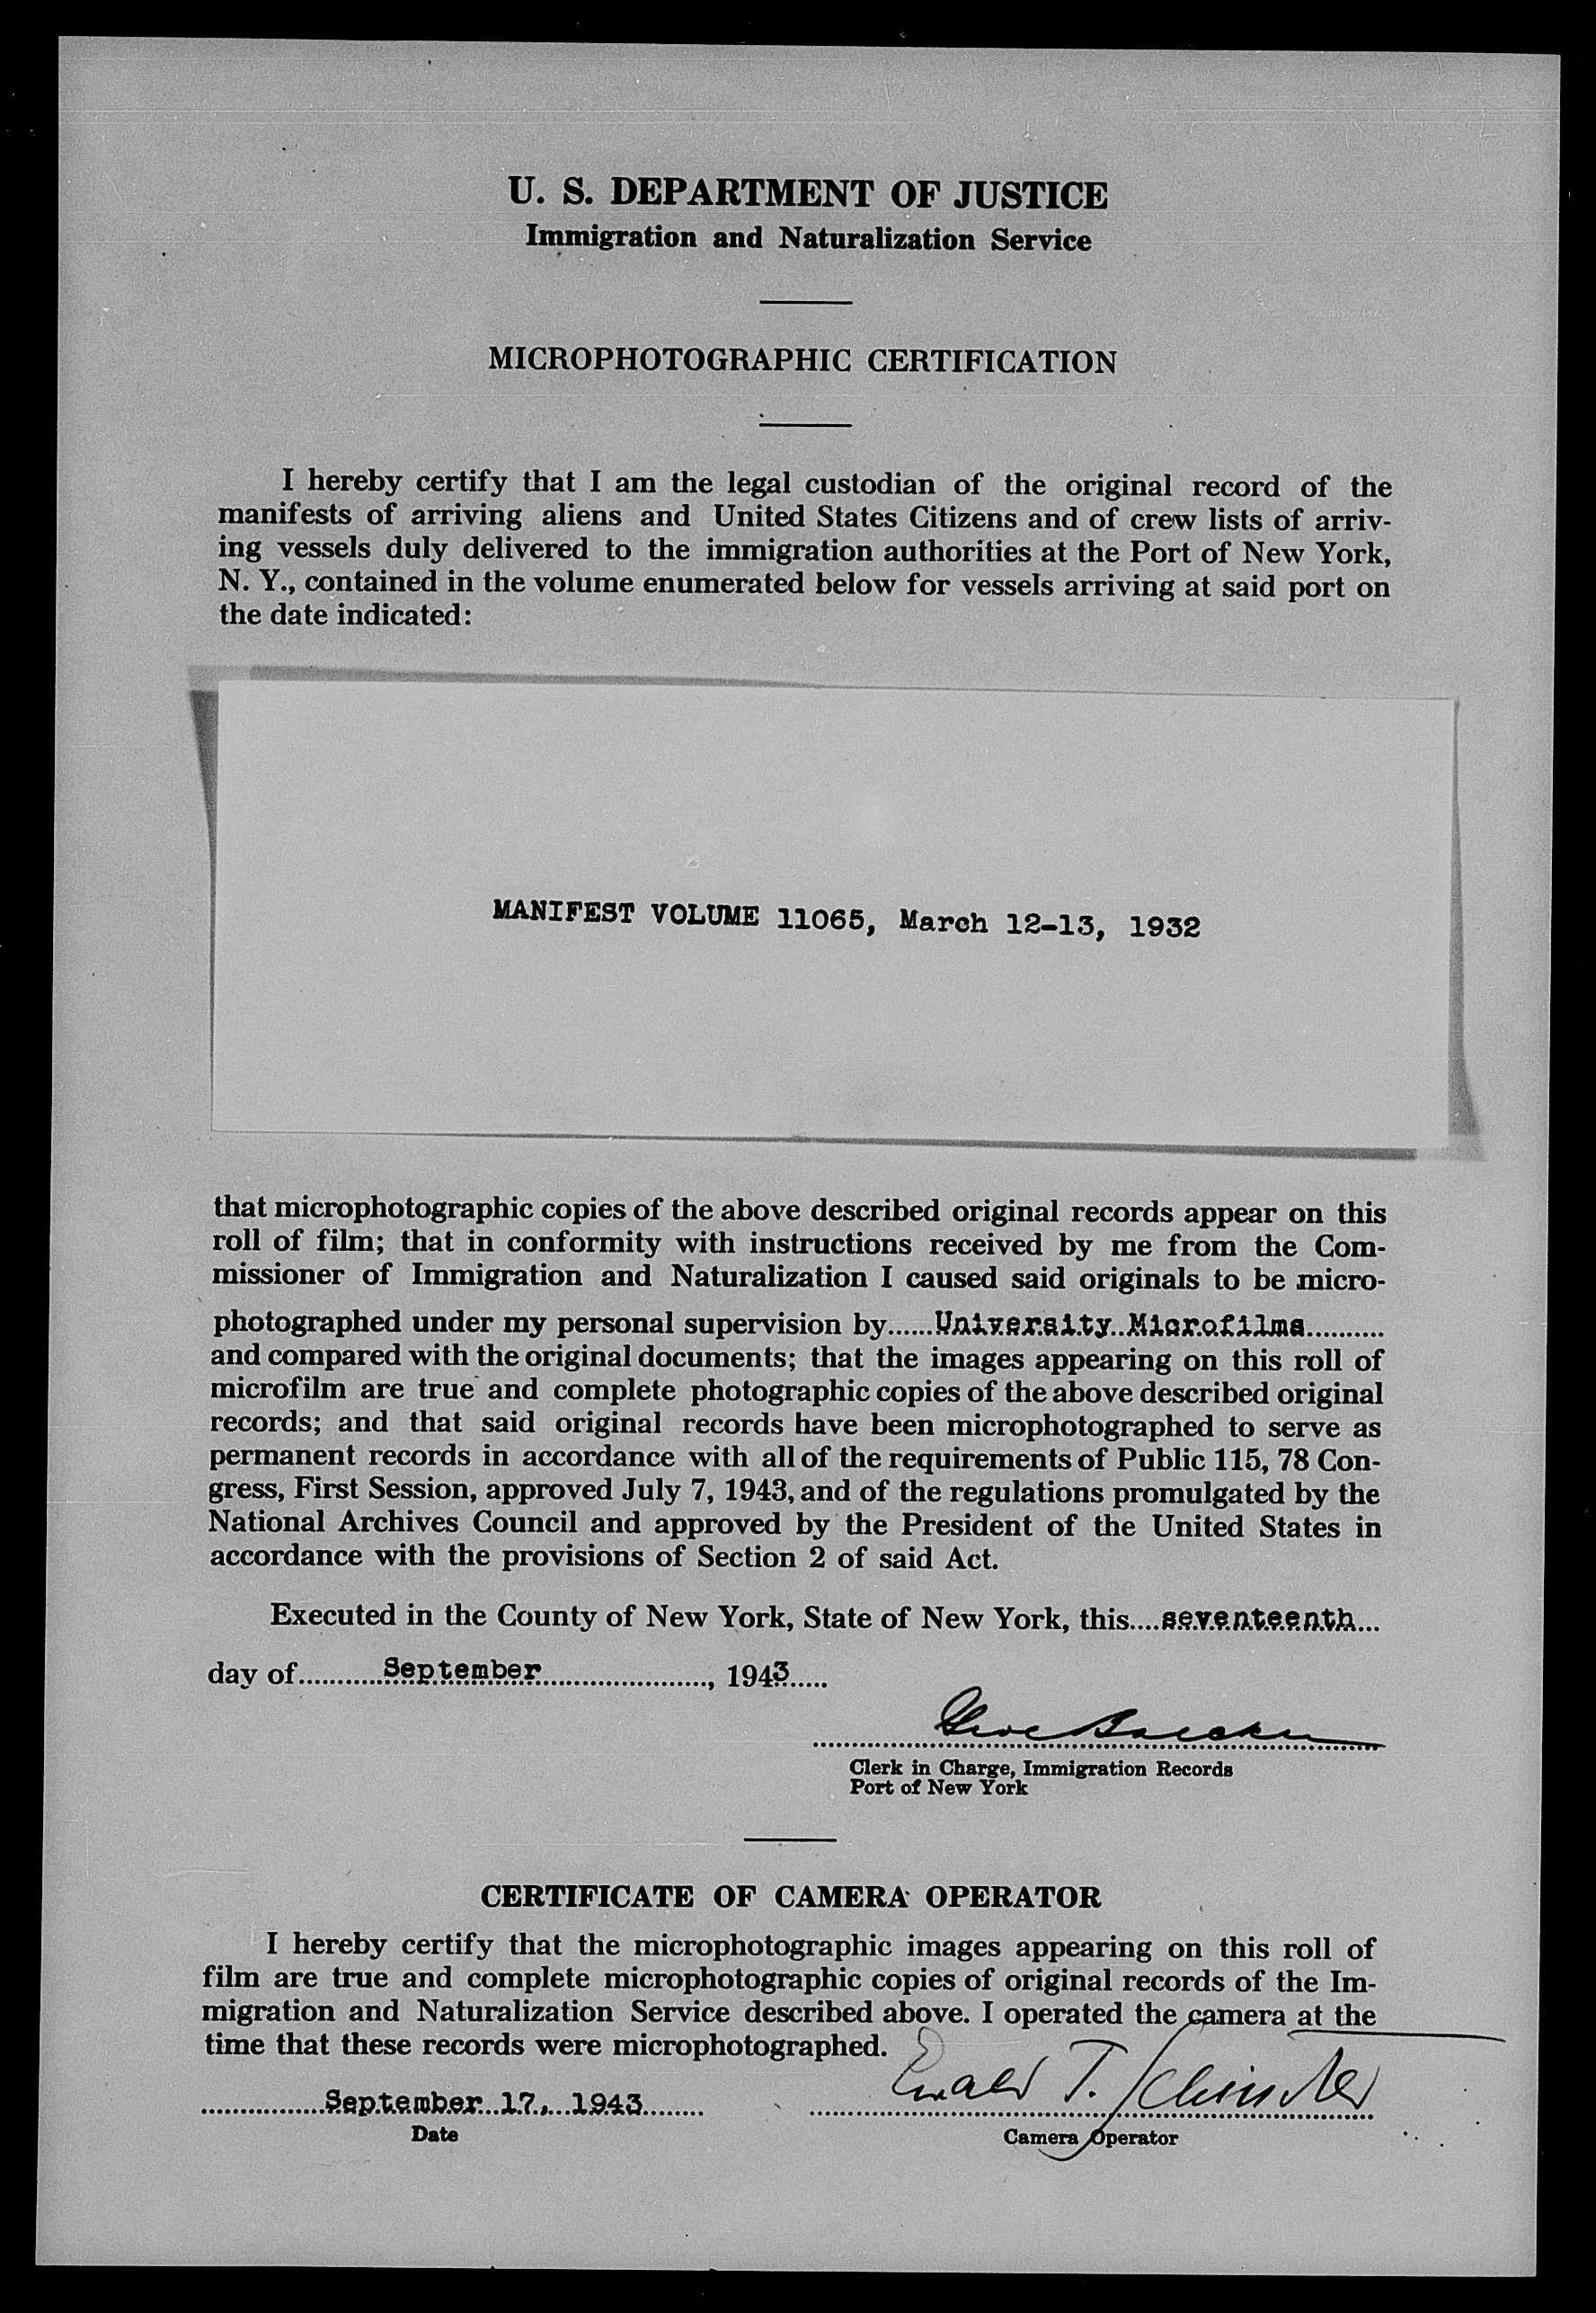 U. S. DEPARTMENT OF JUSTICE
Immigration and Naturalization Service
MICROPHOTOGRAPHIC CERTIFICATION
I hereby certify that I am the legal custodian of the original record of the
manifests of arriving aliens and United States Citizens and of crew lists of arriv-
ing vessels duly delivered to the immigration authorities at the Port of New York,
N. Y., contained in the volume enumerated below for vessels arriving at said port on
the date indicated:
MANIFEST VOLUME 11065, March 12-13, 1932
that microphotographic copies of the above described original records appear on this
roll of film; that in conformity with instructions received by me from the Com-
missioner of Immigration and Naturalization I caused said originals to be micro-
photographed under my personal supervision by......University Microfilms..........
and compared with the original documents; that the images appearing on this roll of
microfilm are true and complete photographic copies of the above described original
records; and that said original records have been microphotographed to serve as
permanent records in accordance with all of the requirements of Public 115, 78 Con-
gress, First Session, approved July 7, 1943, and of the regulations promulgated by the
National Archives Council and approved by the President of the United States in
accordance with the provisions of Section 2 of said Act.
Executed in the County of New York, State of New York, this....seventeenth...
day of...........September......................, 1943......
Clerk in Charge, Immigration Records
Port of New York
CERTIFICATE OF CAMERA OPERATOR
I hereby certify that the microphotographic images appearing on this roll of
film are true and complete microphotographic copies of original records of the Im-
migration and Naturalization Service described above. I operated the camera at the
time that these records were microphotographed.
Ewald T.
................September 17, 1943........
Date
Camera Operator